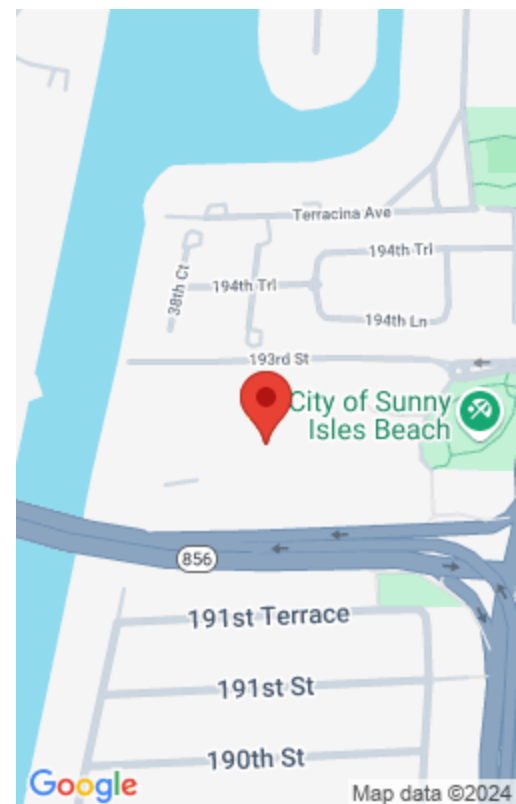 Terracina Ave
194th Trl
38th Ct
194th Trl
194th Ln
193rd St
City of Sunny
Isles Beach
856
191st Terrace
191st St
190th St
Google
Map data ©2024